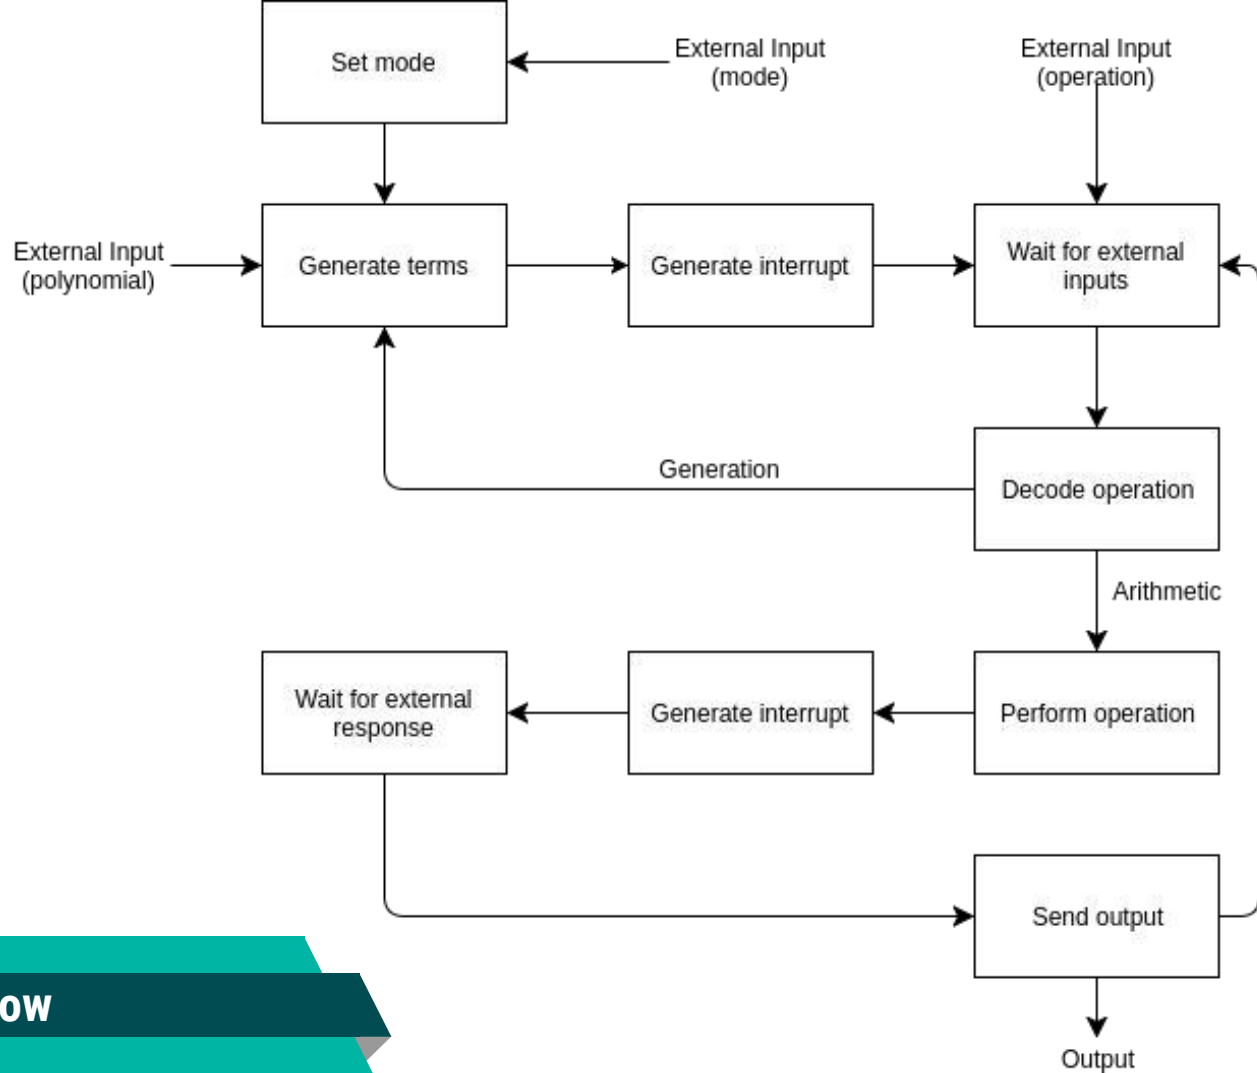 Set mode
External Input
(mode)
External Input
(operation)
External Input
(polynomial)
Generate terms
Generate interrupt
Wait for external
inputs
Generation
Decode operation
Arithmetic
Wait for external
response
Generate interrupt
Perform operation
Send output
ow
Output